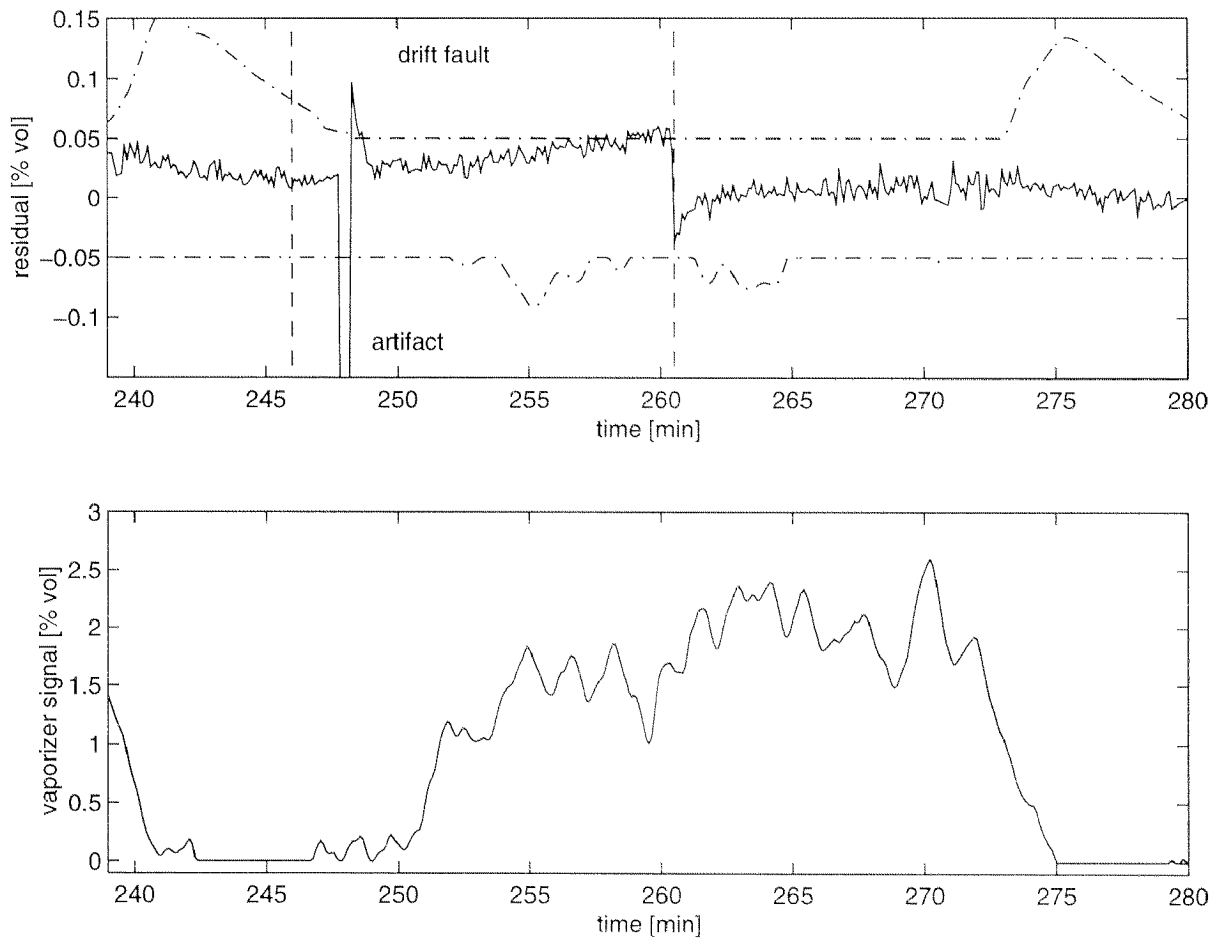 0.15
drift fault
0.1
0.05
0
−0.05
−0.1
artifact
residual [% vol]
240 245 250 255 260 265 270 275 280
time [min]
3
2.5
2
1.5
1
0.5
0
vaporizer signal [% vol]
240 245 250 255 260 265 270 275 280
time [min]